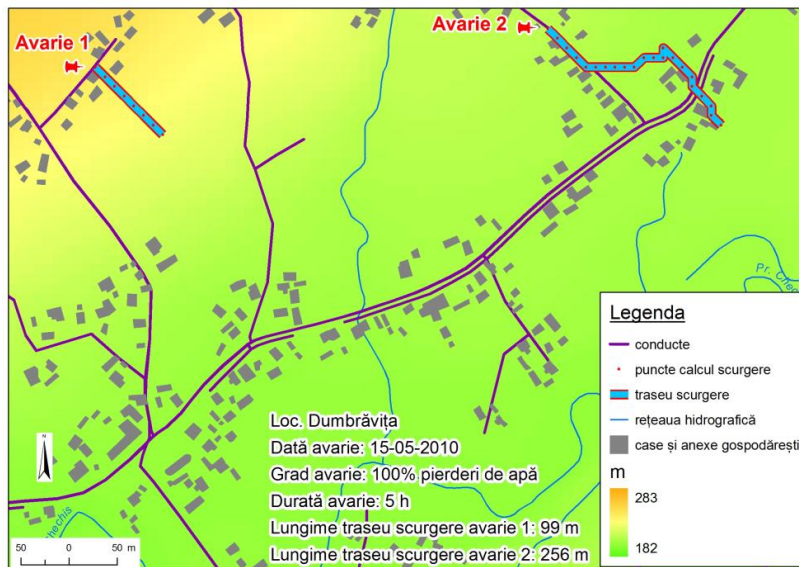 Avarie 1
Avarie 2
Pr. Chec
Legenda
conducte
puncte calcul scurgere
traseu scurgere
rețeaua hidrografică
case și anexe gospodărești
m
283
182
Loc. Dumbrăvița
Dată avarie: 15-05-2010
Grad avarie: 100% pierderi de apă
Durată avarie: 5 h
Lungime traseu scurgere avarie 1: 99 m
Lungime traseu scurgere avarie 2: 256 m
N
hechis
50 0 50 m